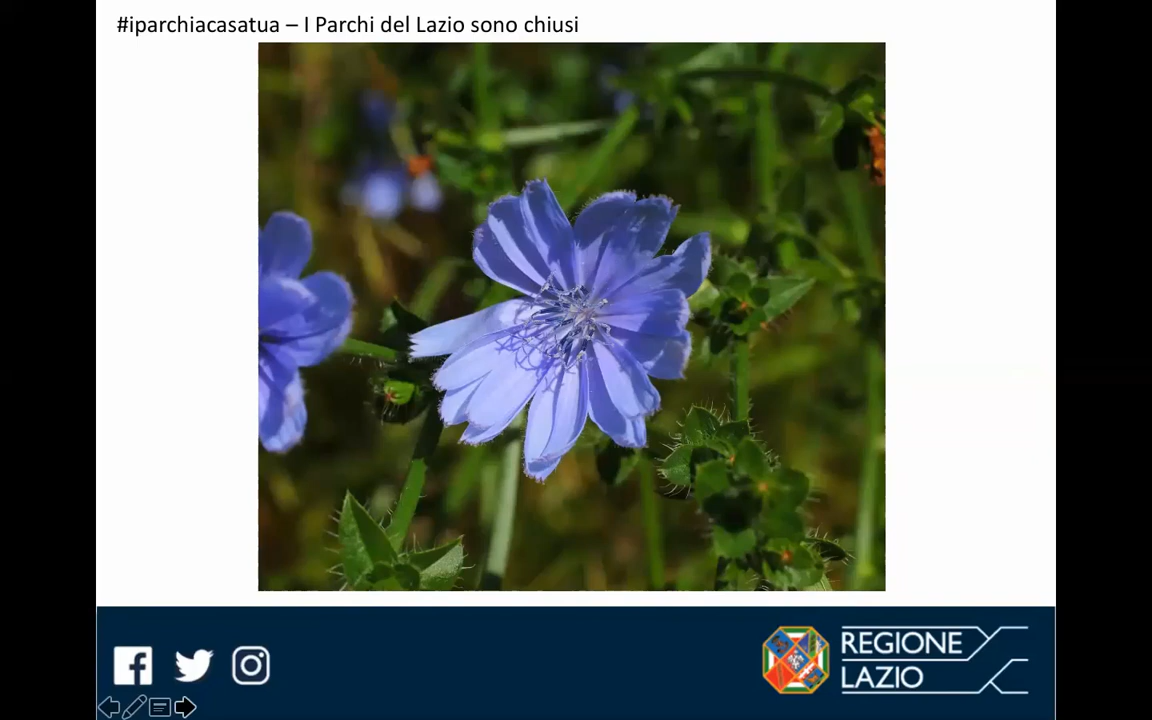 #iparchiacasatua – I Parchi del Lazio sono chiusi
REGIONE
LAZIO